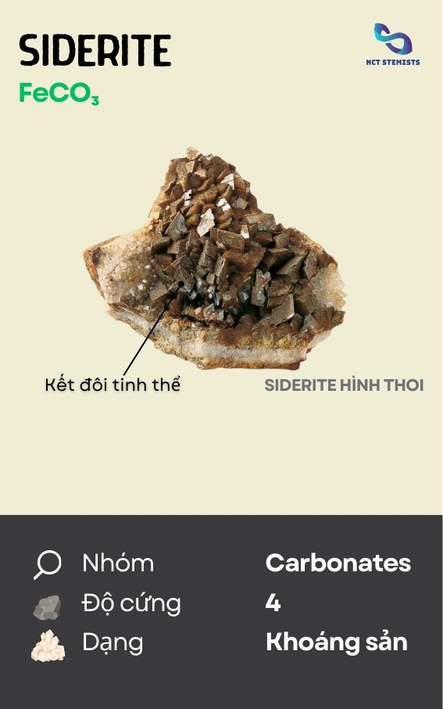 SIDERITE
NCT STEMISTS
FeCO₃
Kết đôi tinh thể
SIDERITE HÌNH THOI
Nhóm Carbonates
Độ cứng 4
Dạng Khoáng sản